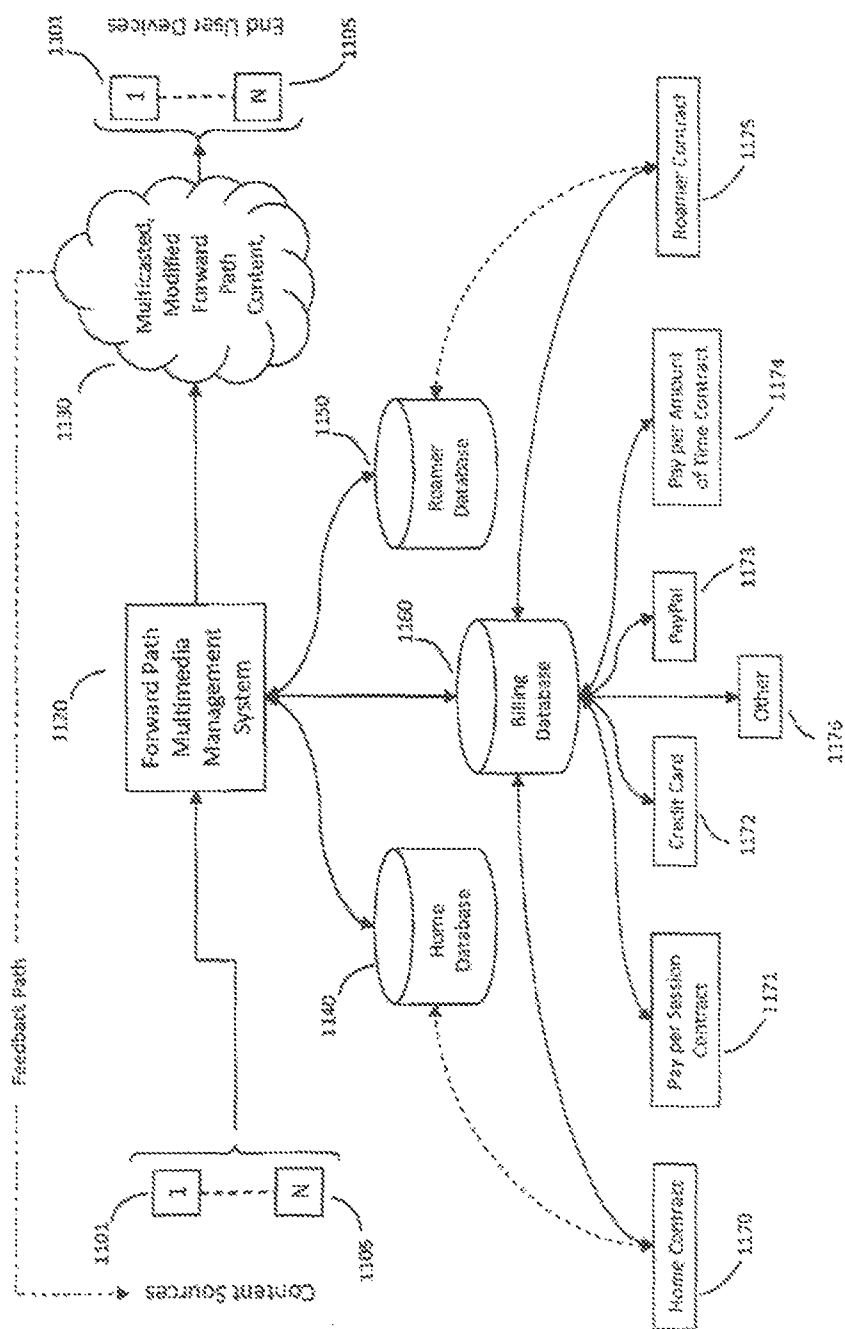 Feedback Path
Content Sources
1101
1
N
1106
1120
Forward Path
Multimedia
Management
System
1130
Multicasted,
Modified
Forward
Path
Content,
End User Devices
1
N
1105
1140
Home
Database
1150
Roamer
Database
1160
Billing
Database
Home Contract
1170
Pay per Session
Contract
1171
Credit Card
1172
PayPal
1173
Pay per Amount
of Time Contract
1174
Roamer Contract
1175
Other
1176